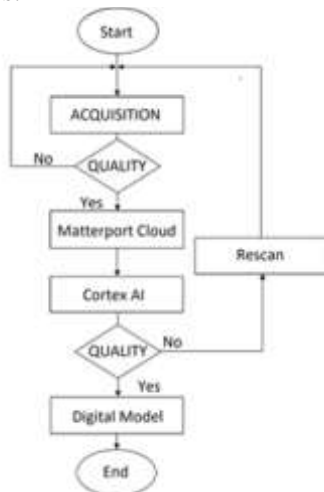 Start
ACQUISITION
No
QUALITY
Yes
Matterport Cloud
Rescan
Cortex AI
QUALITY
No
Yes
Digital Model
End